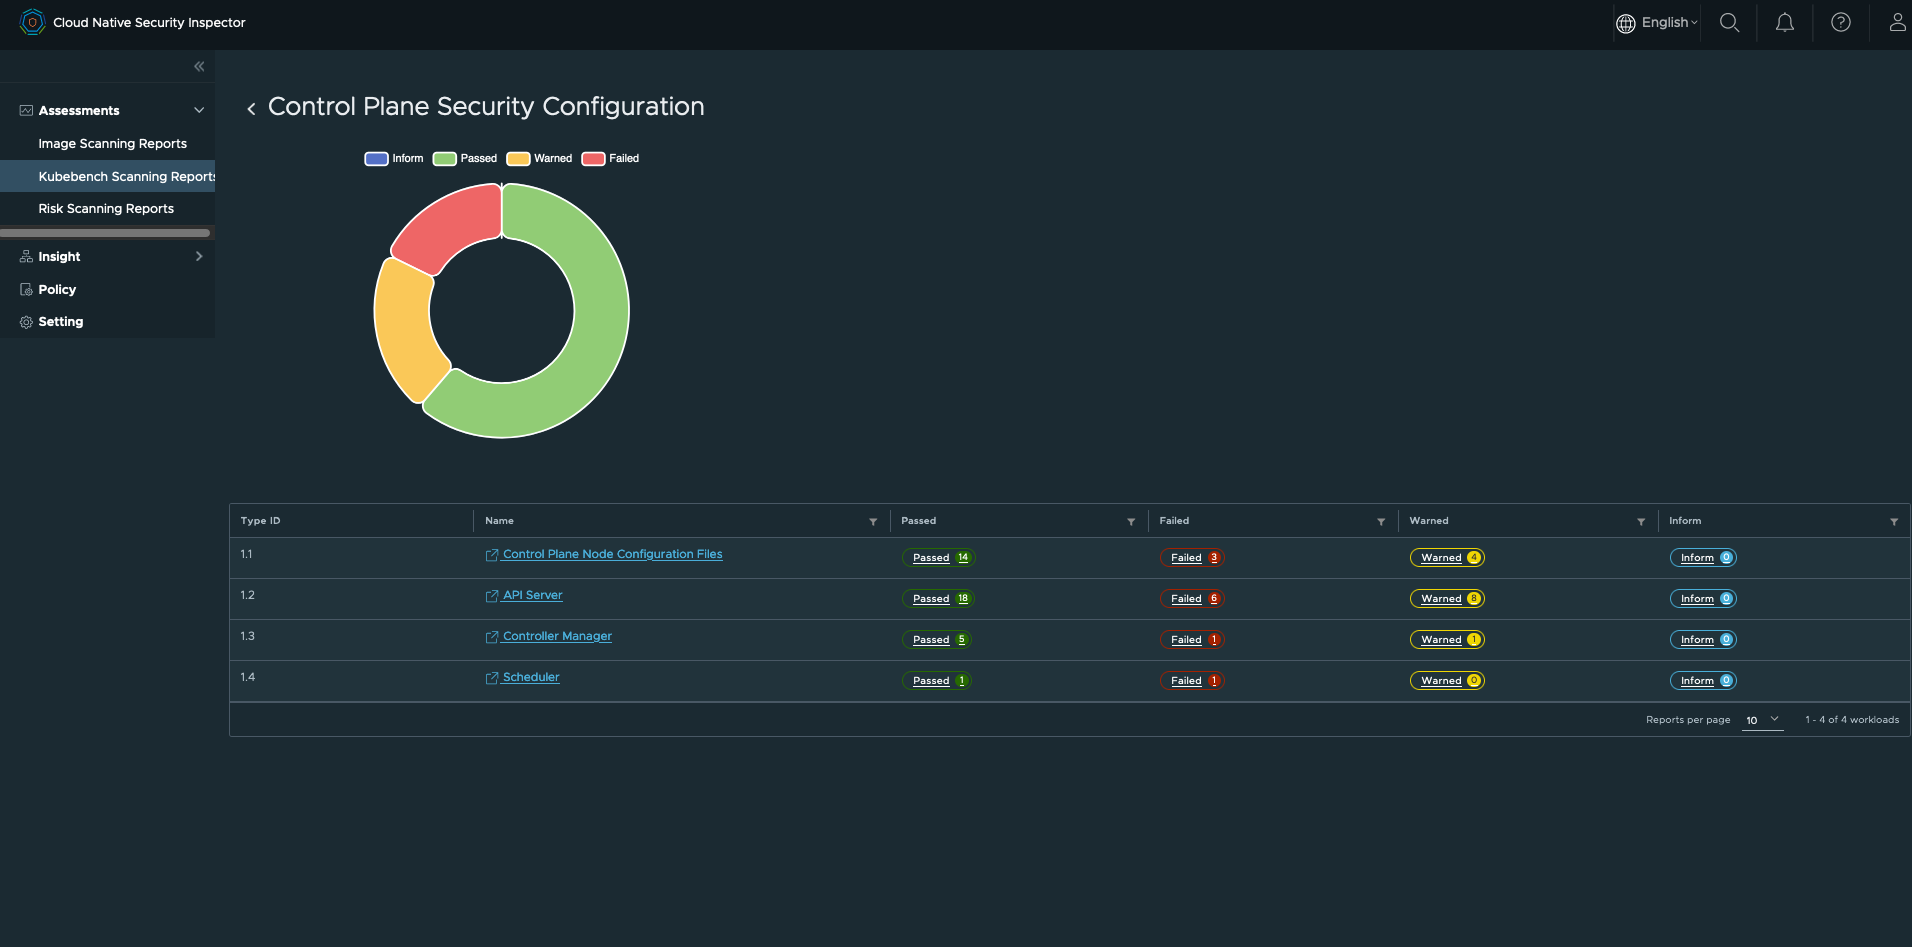 Cloud Native Security Inspector
English
Assessments
Image Scanning Reports
Kubebench Scanning Reports
Risk Scanning Reports
Insight
Policy
Setting
Control Plane Security Configuration
Inform Passed Warned Failed
Type ID Name Passed Failed Warned Inform
1.1 Control Plane Node Configuration Files Passed 14 Failed 3 Warned 4 Inform 0
1.2 API Server Passed 18 Failed 6 Warned 8 Inform 0
1.3 Controller Manager Passed 5 Failed 1 Warned 1 Inform 0
1.4 Scheduler Passed 1 Failed 1 Warned 0 Inform 0
Reports per page 10 1 - 4 of 4 workloads